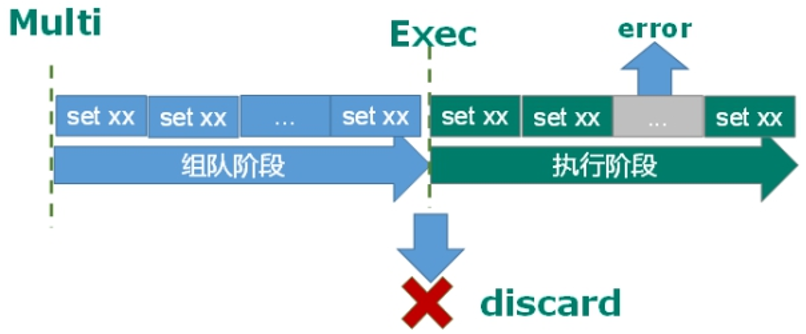 Multi
Exec
error
set xx set xx ... set xx set xx set xx ... set xx
组队阶段 执行阶段
discard